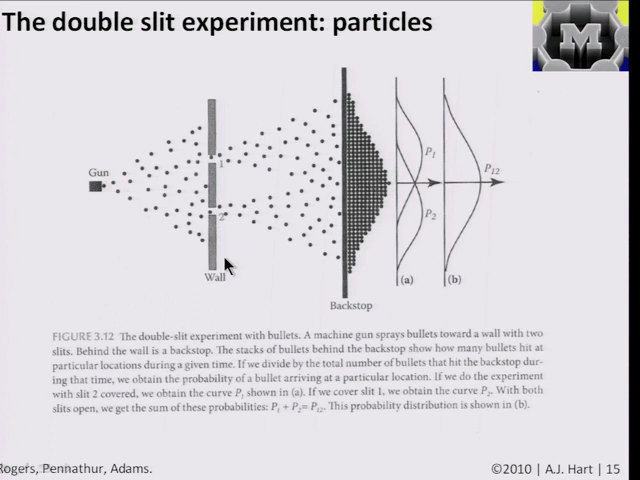 The double slit experiment: particles
M
Gun
1
2
Wall
Backstop
P1
P2
(a)
P12
(b)
FIGURE 3.12 The double-slit experiment with bullets. A machine gun sprays bullets toward a wall with two
slits. Behind the wall is a backstop. The stacks of bullets behind the backstop show how many bullets hit at
particular locations during a given time. If we divide by the total number of bullets that hit the backstop dur-
ing that time, we obtain the probability of a bullet arriving at a particular location. If we do the experiment
with slit 2 covered, we obtain the curve P1 shown in (a). If we cover slit 1, we obtain the curve P2. With both
slits open, we get the sum of these probabilities: P1 + P2= P12. This probability distribution is shown in (b).
Rogers, Pennathur, Adams.
©2010 | A.J. Hart | 15